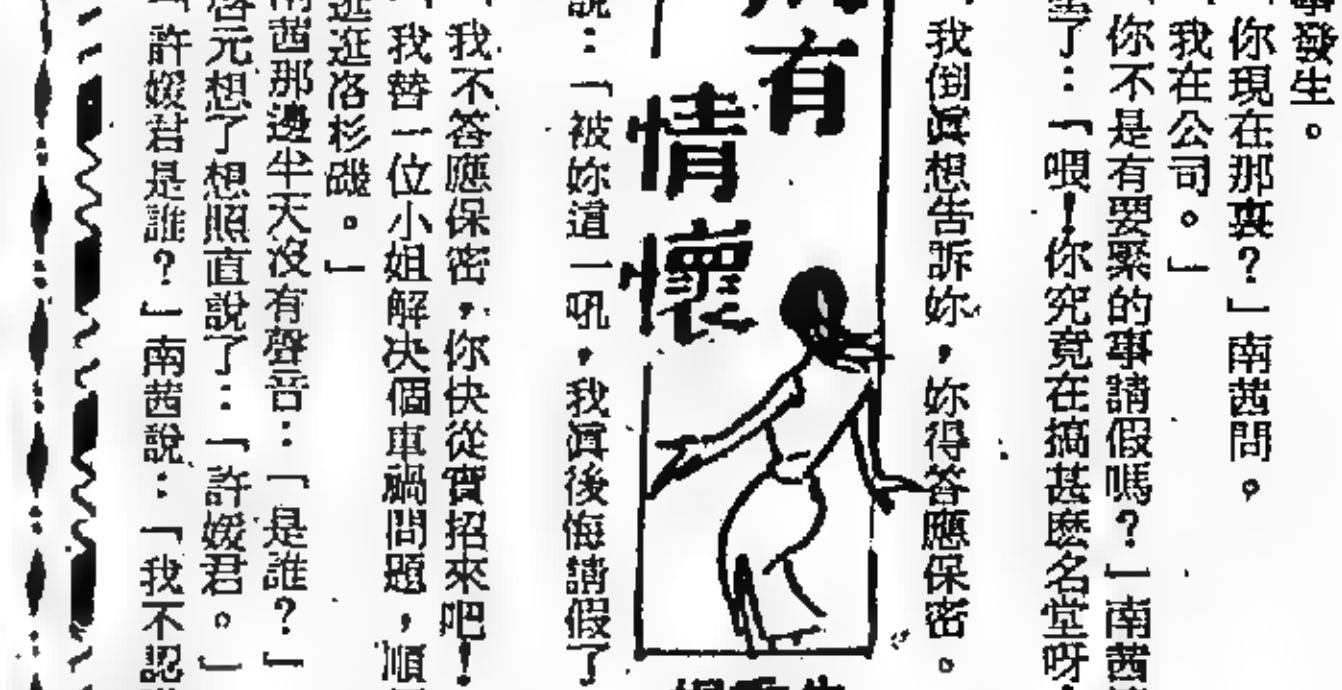 發生。
「你現在那裏？」南茜問。
「我在公司。」
「你不是有要緊的事請假嗎？」南茜
了：「喂！你究竟在搞甚麽名堂呀
「我倒眞想告訴妳，妳得答應保密。」
有
情懷
說：「被妳道一吼，我眞後悔請假了
「我不答應保密，你快從實招來吧！
「我替一位小姐解决個車禍問題，順
逛逛洛杉磯。」
南茜那邊半天沒有聲音：「是誰？」
啓元想了想照直說了：「許媛君。」
「許媛君是誰？」南茜說：「我不認